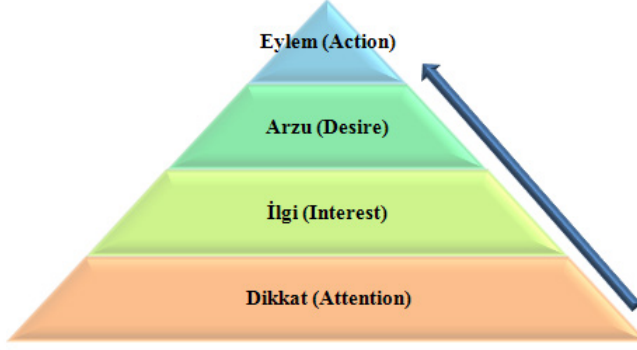 Eylem (Action)
Arzu (Desire)
İlgi (Interest)
Dikkat (Attention)